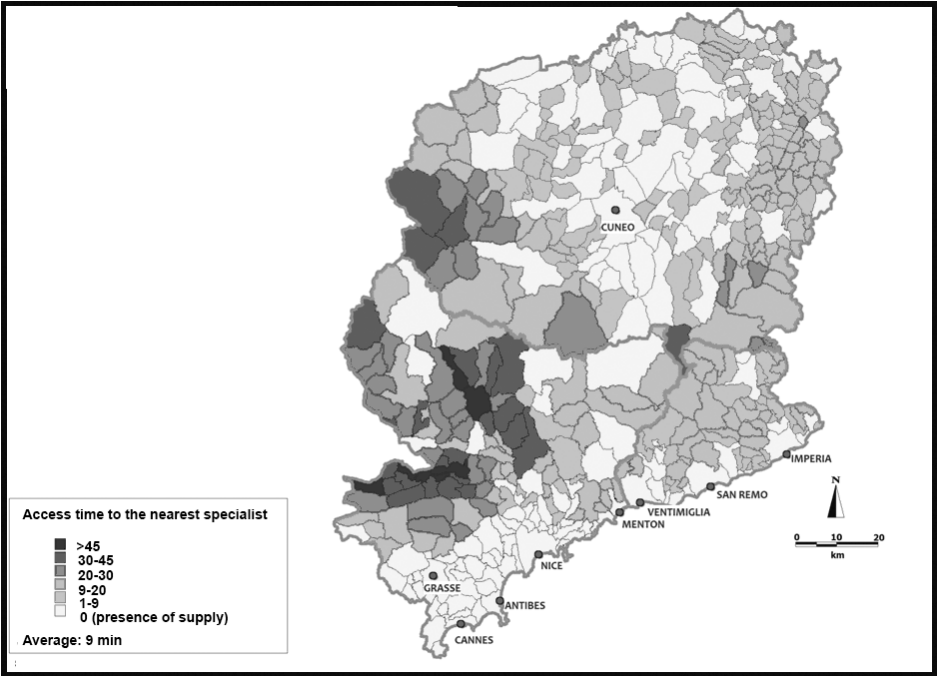 CUNEO
IMPERIA
SAN REMO
VENTIMIGLIA
MENTON
NICE
GRASSE
ANTIBES
CANNES
N
0 10 20
km
Access time to the nearest specialist
>45
30-45
20-30
9-20
1-9
0 (presence of supply)
Average: 9 min